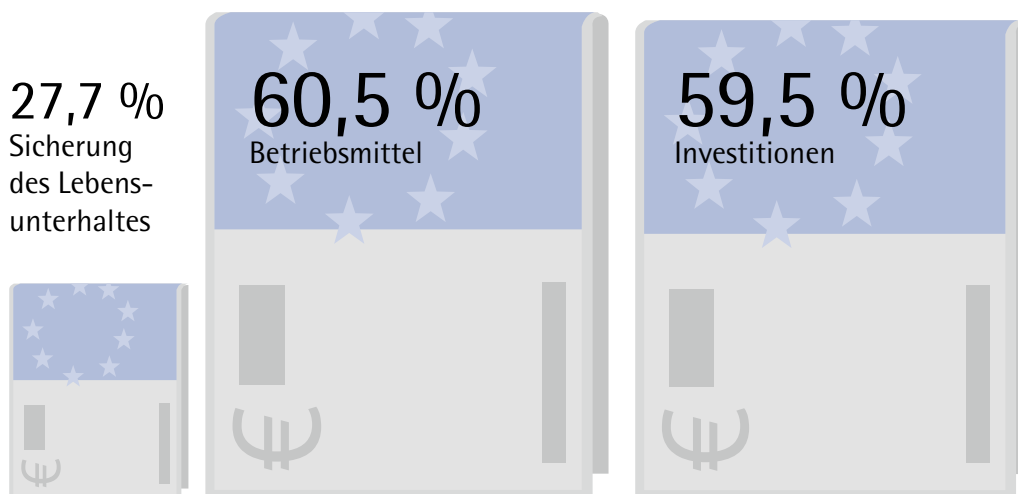 27,7 %
Sicherung
des Lebens-
unterhaltes
60,5 %
Betriebsmittel
59,5 %
Investitionen